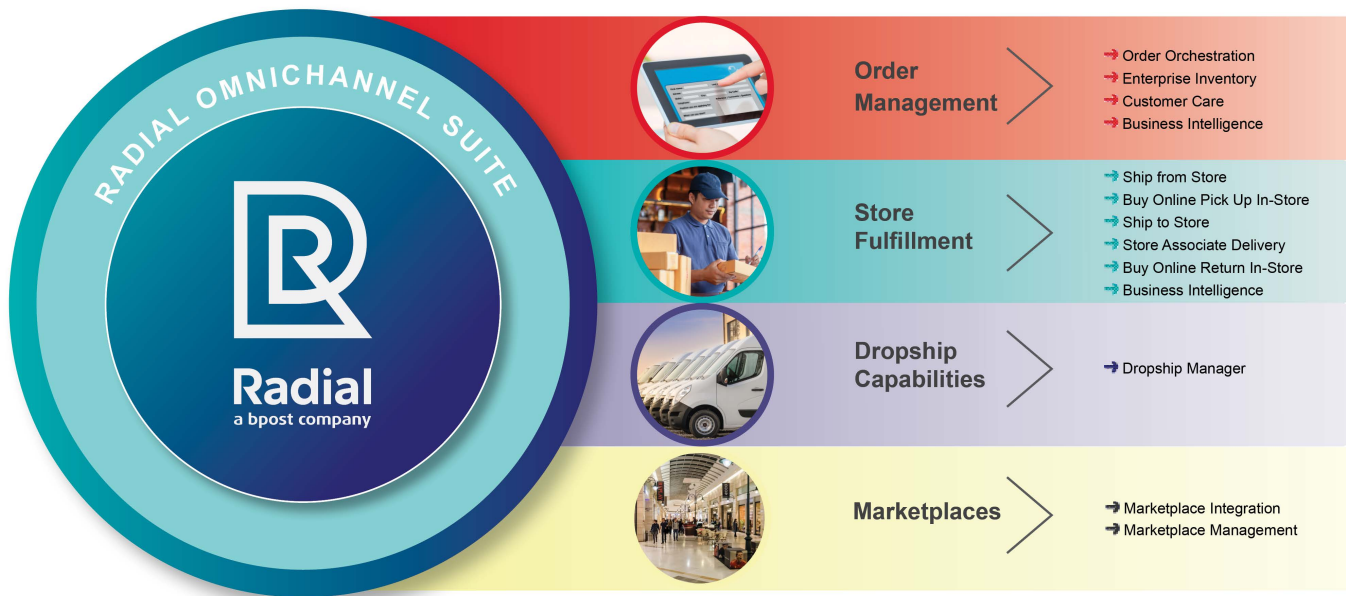 RADIAL OMNICHANNEL SUITE
Radial
a bpost company
Order
Management
Order Orchestration
Enterprise Inventory
Customer Care
Business Intelligence
Store
Fulfillment
Ship from Store
Buy Online Pick Up In-Store
Ship to Store
Store Associate Delivery
Buy Online Return In-Store
Business Intelligence
Dropship
Capabilities
Dropship Manager
Marketplaces
Marketplace Integration
Marketplace Management